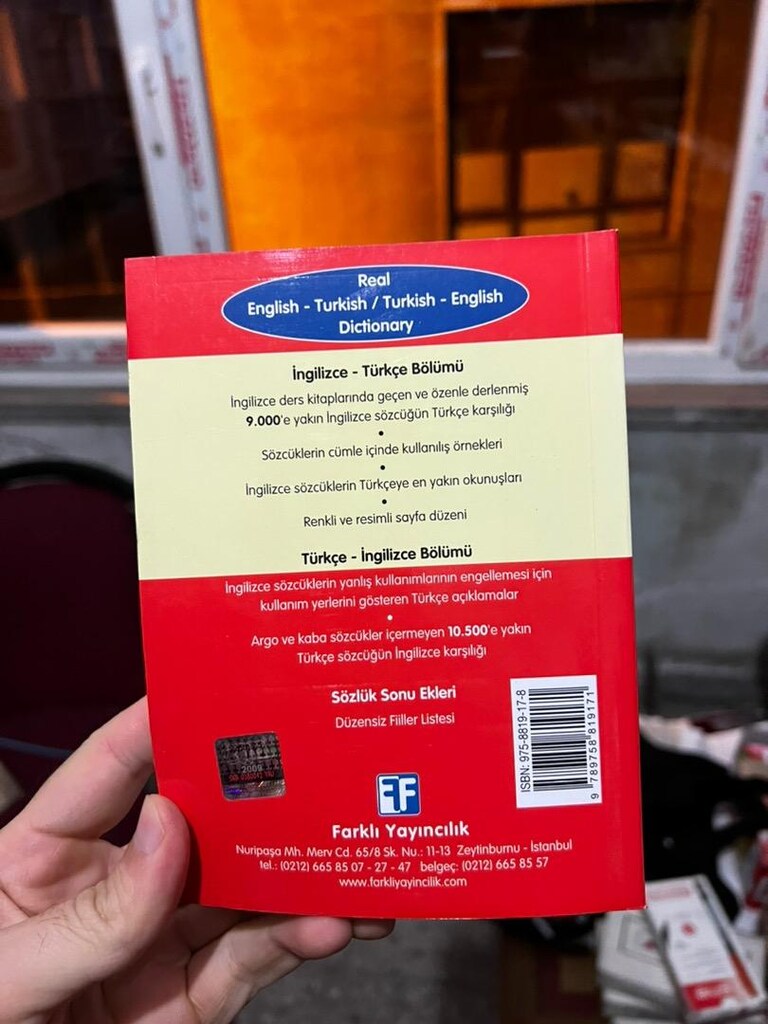 Real
English - Turkish / Turkish - English
Dictionary
İngilizce - Türkçe Bölümü
İngilizce ders kitaplarında geçen ve özenle derlenmiş
9.000'e yakın İngilizce sözcüğün Türkçe karşılığı
•
Sözcüklerin cümle içinde kullanılış örnekleri
•
İngilizce sözcüklerin Türkçeye en yakın okunuşları
•
Renkli ve resimli sayfa düzeni
Türkçe - İngilizce Bölümü
İngilizce sözcüklerin yanlış kullanımlarının engellemesi için
kullanım yerlerini gösteren Türkçe açıklamalar
•
Argo ve kaba sözcükler içermeyen 10.500'e yakın
Türkçe sözcüğün İngilizce karşılığı
Sözlük Sonu Ekleri
Düzensiz Fiiller Listesi
ISBN: 975-8819-17-8
9 789758 819171
2009
FF
Farklı Yayıncılık
Nuripaşa Mh. Merv Cd. 65/8 Sk. Nu.: 11-13 Zeytinburnu - İstanbul
tel.: (0212) 665 85 07 - 27 - 47 belgeç: (0212) 665 85 57
www.farkliyayincilik.com